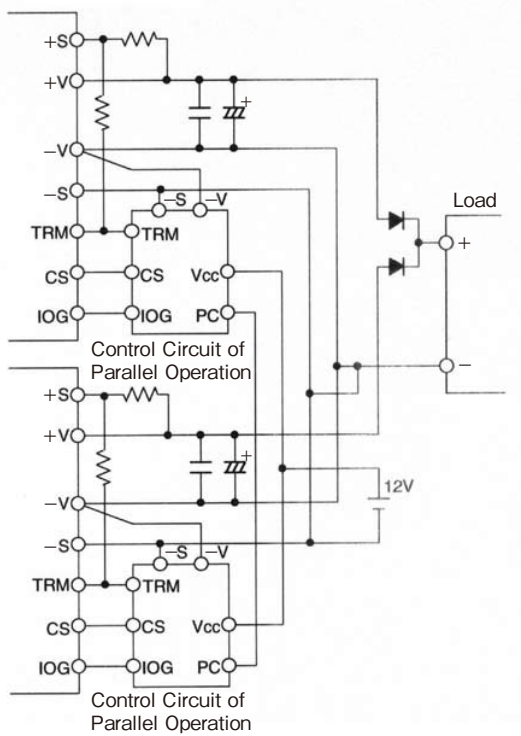 +S
+V
+
−V
−S
−S −V
Load
TRM TRM
+
CS CS Vcc
IOG IOG PC
Control Circuit of
Parallel Operation
−
+S
+V
+
12V
−V
−S
−S −V
TRM TRM
CS CS Vcc
IOG IOG PC
Control Circuit of
Parallel Operation